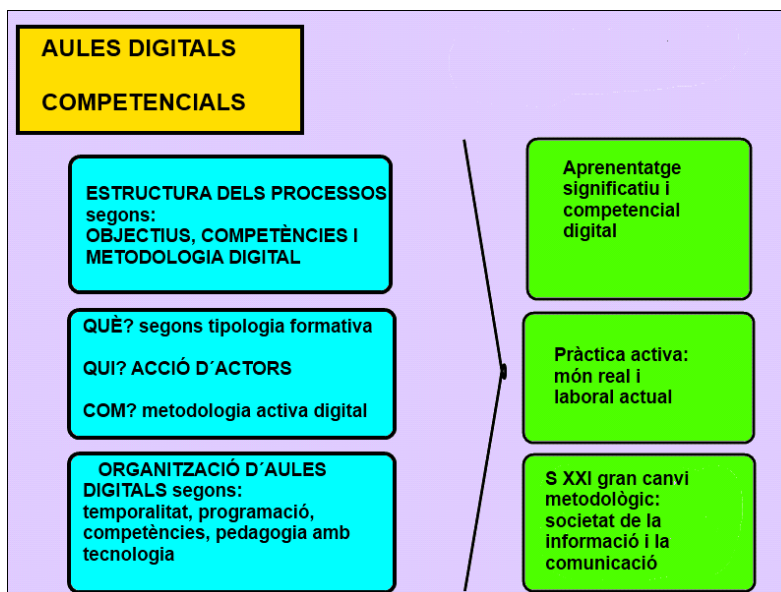 AULES DIGITALS
COMPETENCIALS
ESTRUCTURA DELS PROCESSOS
segons:
OBJECTIUS, COMPETÈNCIES I
METODOLOGIA DIGITAL
QUÈ? segons tipologia formativa
QUI? ACCIÓ D´ACTORS
COM? metodologia activa digital
ORGANITZACIÓ D´AULES
DIGITALS segons:
temporalitat, programació,
competències, pedagogia amb
tecnologia
Aprenentatge
significatiu i
competencial
digital
Pràctica activa:
món real i
laboral actual
S XXI gran canvi
metodològic:
societat de la
informació i la
comunicació